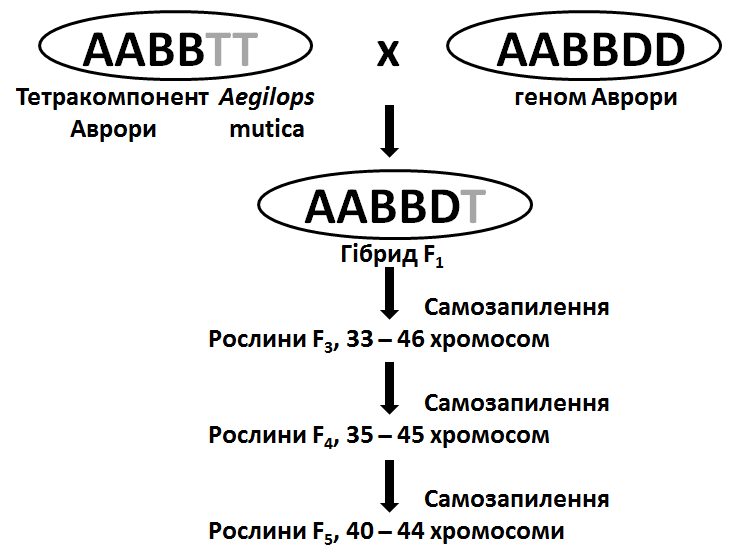 AABBTT x AABBDD
Тетракомпонент Aegilops геном Аврори
Аврори mutica
AABBDT
Гібрид F₁
Самозапилення
Рослини F₃, 33 – 46 хромосом
Самозапилення
Рослини F₄, 35 – 45 хромосом
Самозапилення
Рослини F₅, 40 – 44 хромосоми